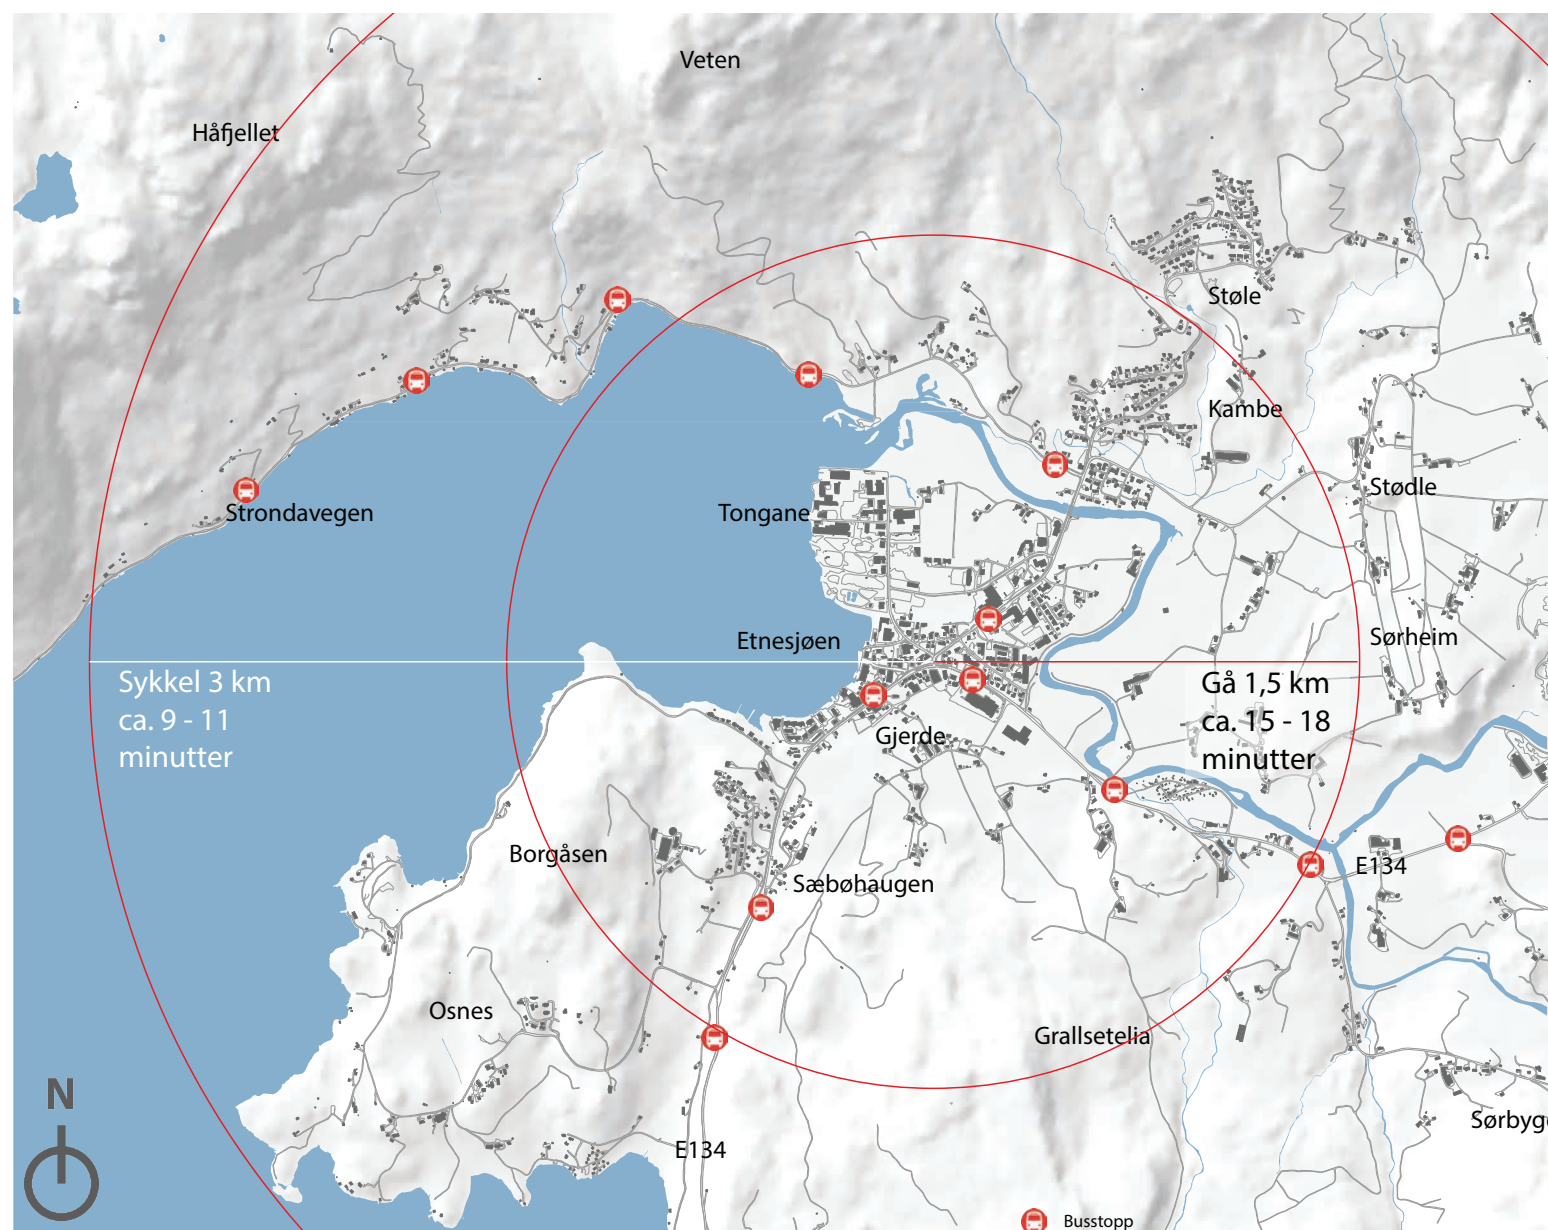 Veten
Håfjellet
Støle
Kambe
Stødle
Strondavegen
Tongane
Etnesjøen
Sørheim
Sykkel 3 km
ca. 9 - 11
minutter
Gå 1,5 km
ca. 15 - 18
minutter
Gjerde
Borgåsen
Sæbøhaugen
E134
Osnes
Grallsetelia
N
Sørbyg
E134
Busstopp